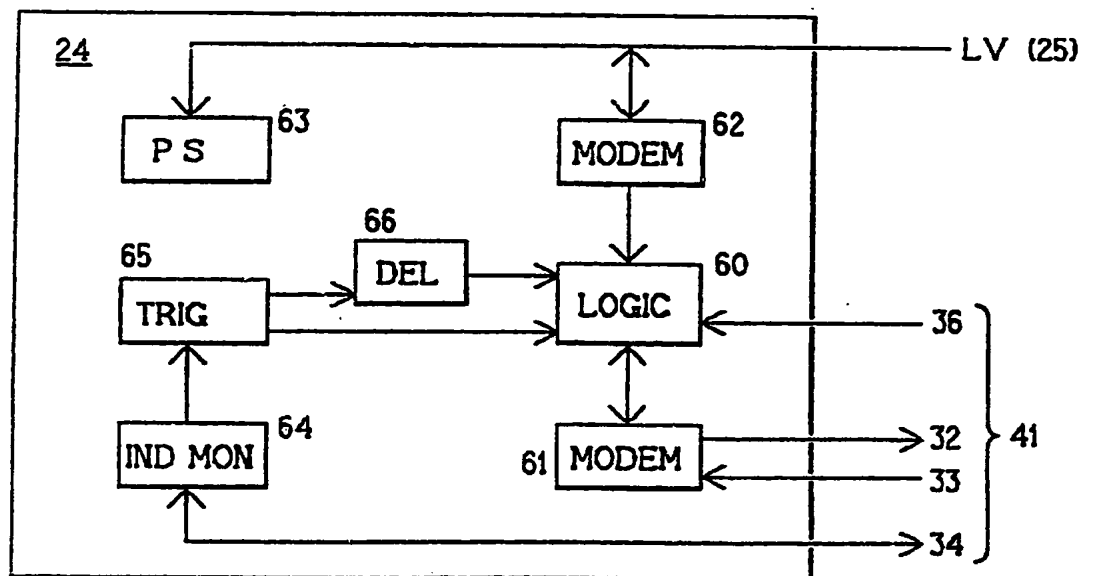 24
LV (25)
63
PS
62
MODEM
66
DEL
65
TRIG
60
LOGIC
36
64
IND MON
61
MODEM
32
33
41
34